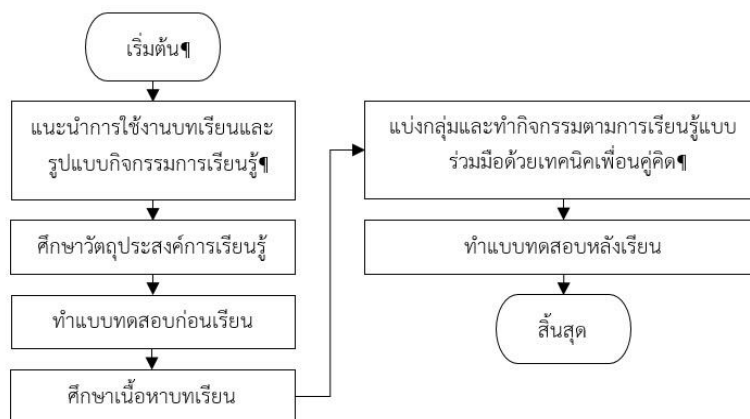 เริ่มต้น¶
แนะนำการใช้งานบทเรียนและ
รูปแบบกิจกรรมการเรียนรู้¶
ศึกษาวัตถุประสงค์การเรียนรู้
ทำแบบทดสอบก่อนเรียน
ศึกษาเนื้อหาบทเรียน
แบ่งกลุ่มและทำกิจกรรมตามการเรียนรู้แบบ
ร่วมมือด้วยเทคนิคเพื่อนคู่คิด¶
ทำแบบทดสอบหลังเรียน
สิ้นสุด